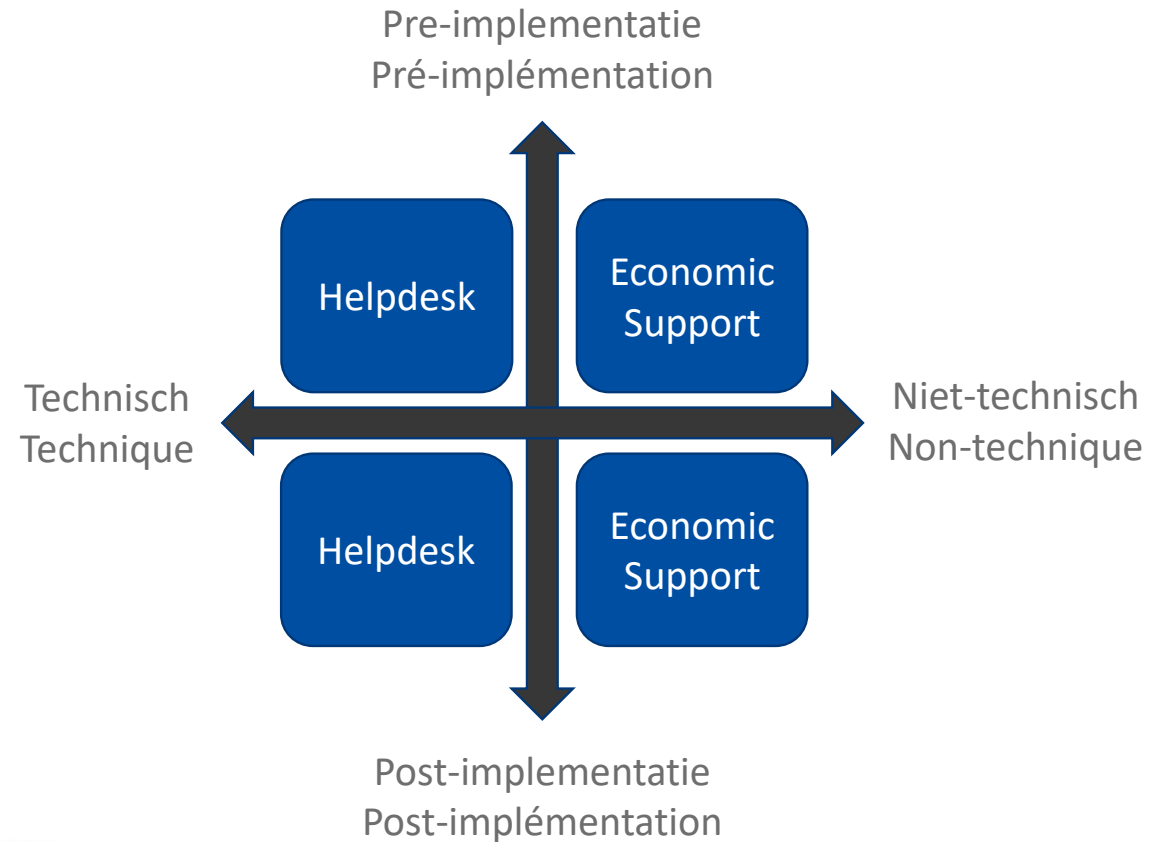 Pre-implementatie
Pré-implémentation
Helpdesk
Economic
Support
Technisch
Technique
Niet-technisch
Non-technique
Helpdesk
Economic
Support
Post-implementatie
Post-implémentation